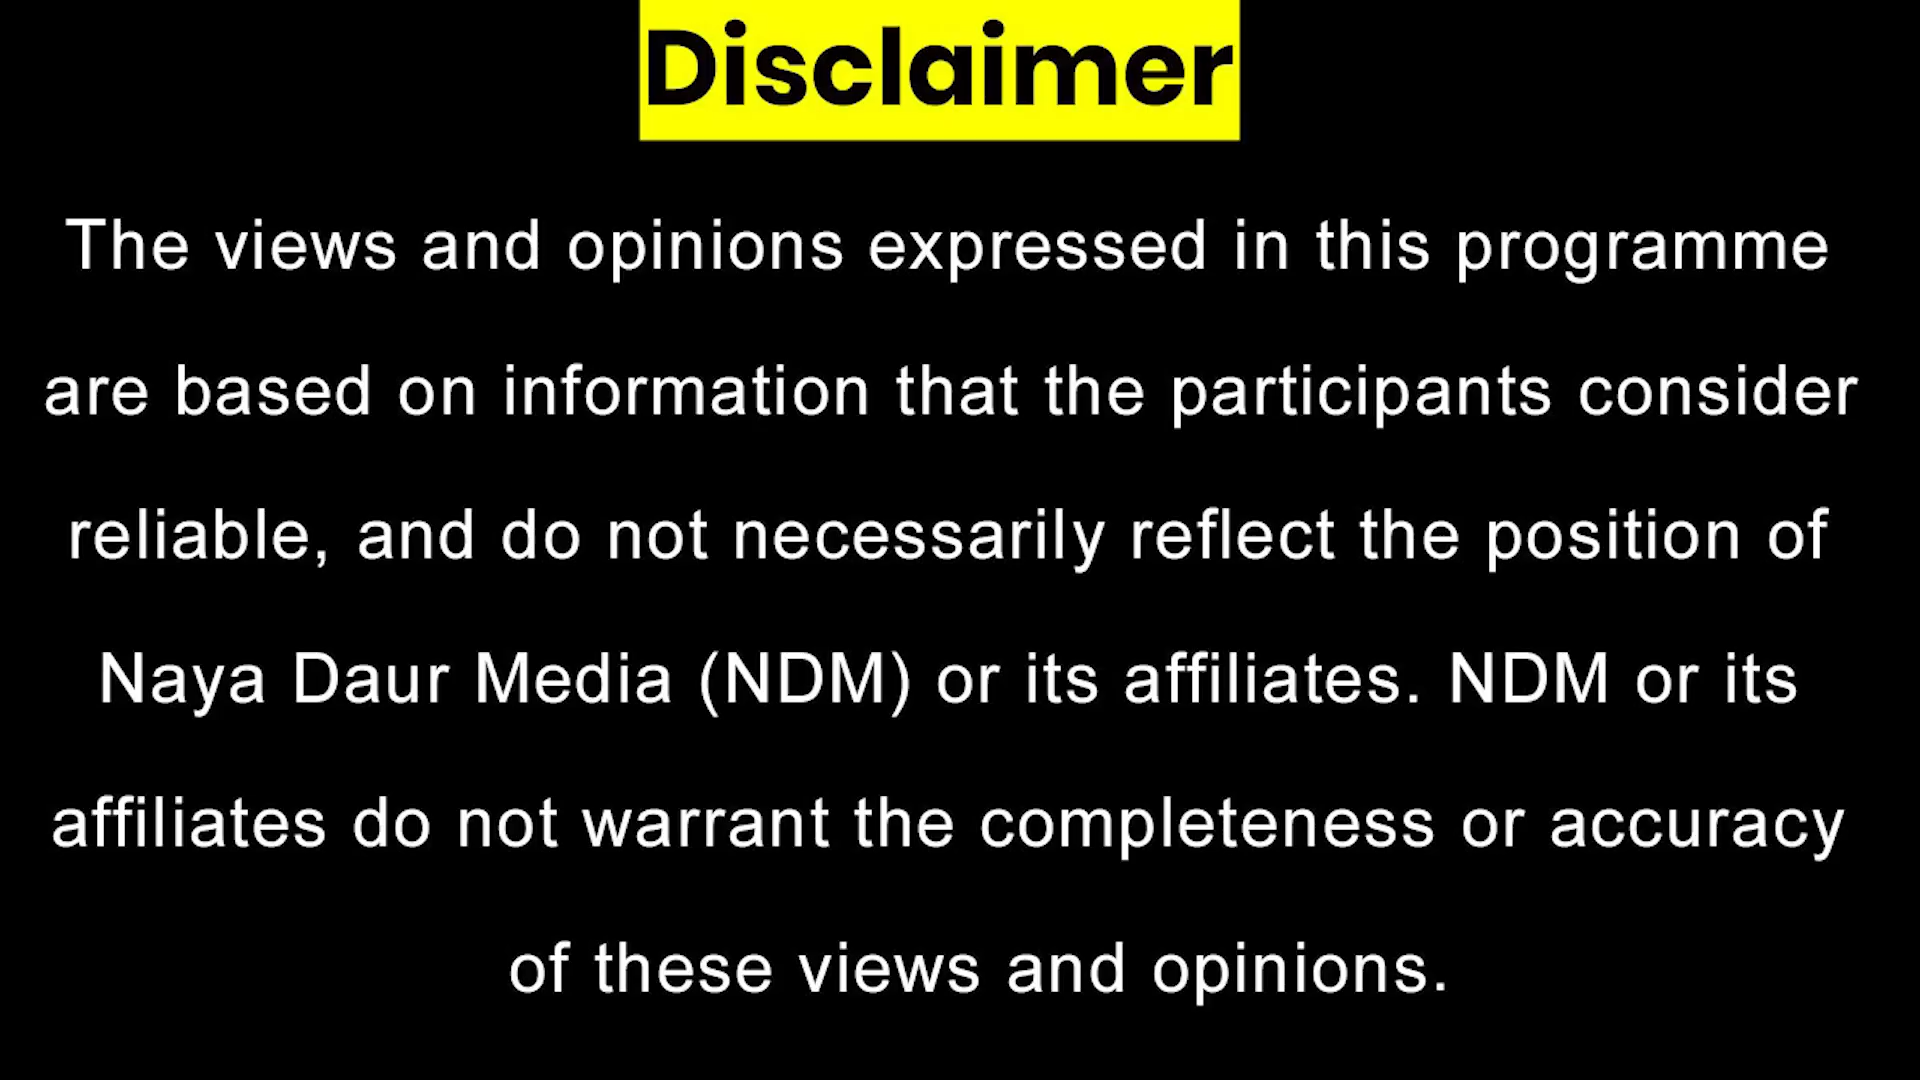 Disclaimer
The views and opinions expressed in this programme
are based on information that the participants consider
reliable, and do not necessarily reflect the position of
Naya Daur Media (NDM) or its affiliates. NDM or its
affiliates do not warrant the completeness or accuracy
of these views and opinions.